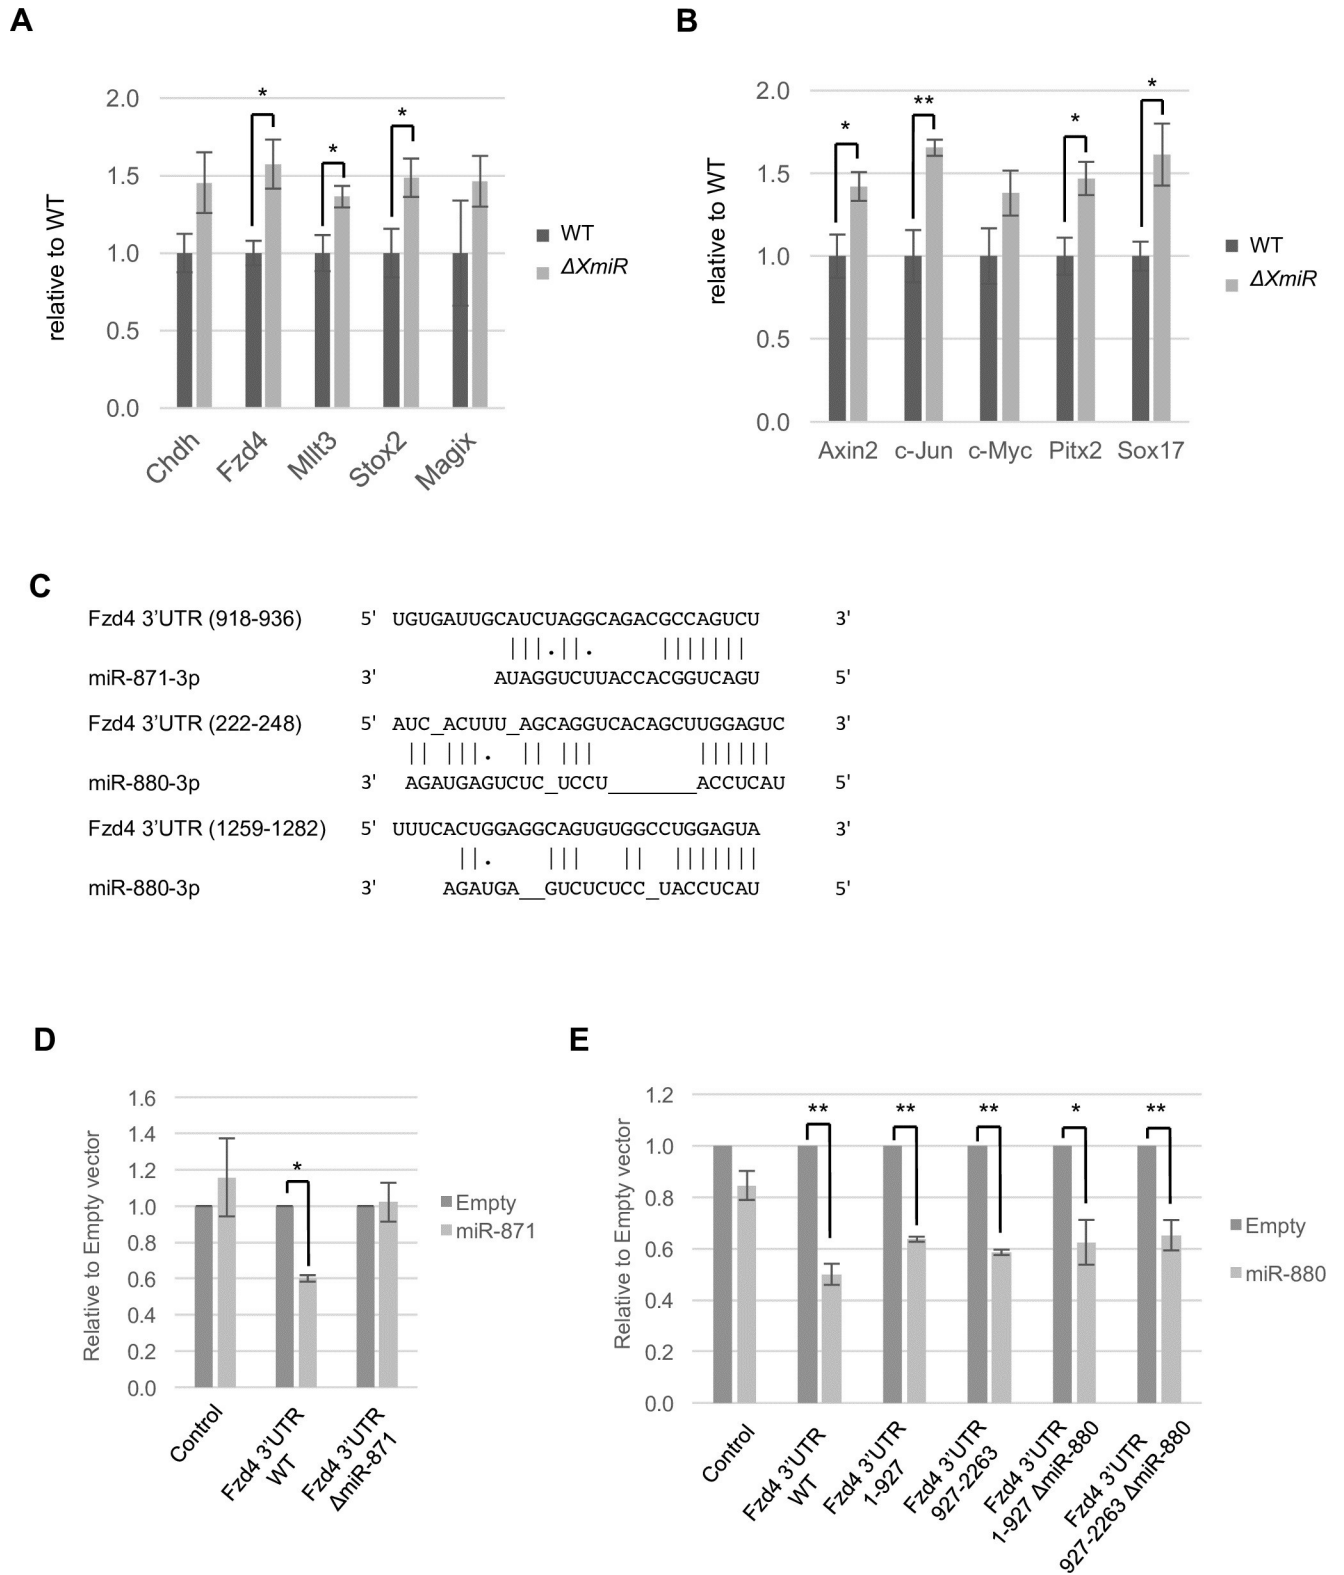 A
2.0
1.5
1.0
0.5
0.0
relative to WT
* * * *
WT
ΔXmiR
Chdh Fzd4 Mllt3 Stox2 Magix
B
2.0
1.5
1.0
0.5
0.0
relative to WT
* ** * *
WT
ΔXmiR
Axin2 c-Jun c-Myc Pitx2 Sox17
C
Fzd4 3’UTR (918-936) 5' UGUGAUUGCAUCUAGGCAGACGCCAGUCU 3'
|||.||. |||||||
miR-871-3p 3' AUAGGUCUUACCACGGUCAGU 5'
Fzd4 3’UTR (222-248) 5' AUC_ACUUU_AGCAGGUCACAGCUUGGAGUC 3'
|| |||. || ||| ||||||
miR-880-3p 3' AGAUGAGUCUC_UCCU_______ACCUCAU 5'
Fzd4 3’UTR (1259-1282) 5' UUUCACUGGAGGCAGUGUGGCCUGGAGUA 3'
||. ||| || |||||||
miR-880-3p 3' AGAUGA__GUCUCUCC_UACCUCAU 5'
D
1.6
1.4
1.2
1.0
0.8
0.6
0.4
0.2
0.0
Relative to Empty vector
*
Empty
miR-871
Control
Fzd4 3’UTR
WT
Fzd4 3’UTR
ΔmiR-871
E
1.2
1.0
0.8
0.6
0.4
0.2
0.0
Relative to Empty vector
** ** ** * **
Empty
miR-880
Control
Fzd4 3’UTR
WT
Fzd4 3’UTR
1-927
Fzd4 3’UTR
927-2263
Fzd4 3’UTR
1-927 ΔmiR-880
Fzd4 3’UTR
927-2263 ΔmiR-880